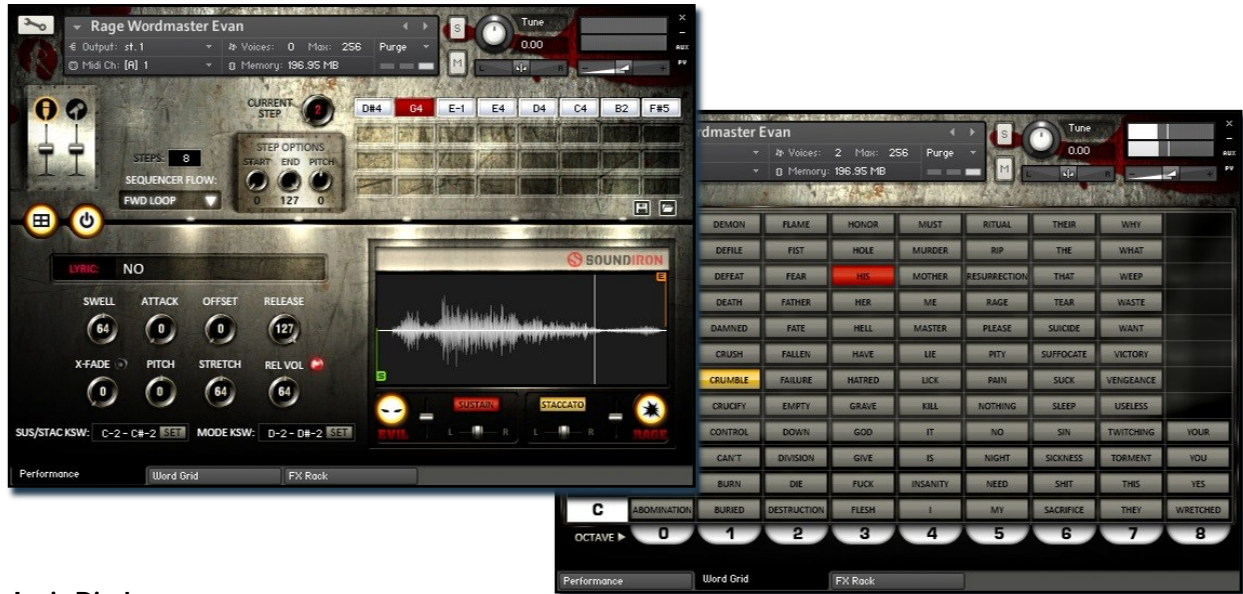 Rage Wordmaster Evan
Output: st.1 Voices: 0 Max: 256 Purge
Midi Ch: [A] 1 Memory: 196.95 MB
S
M
Tune
0.00
L R
AUX
PV
CURRENT STEP 2
D#4 G4 E-1 E4 D4 C4 B2 F#5
STEPS: 8
SEQUENCER FLOW:
FWD LOOP
STEP OPTIONS
START END PITCH
0 127 0
LYRIC: NO
SWELL ATTACK OFFSET RELEASE
64 0 0 127
X-FADE PITCH STRETCH REL VOL
0 0 64 64
SUS/STAC KSW: C-2 - C#-2 SET MODE KSW: D-2 - D#-2 SET
SOUNDIRON
E
S
SUSTAIN STACCATO
EVIL L R L R RAGE
Performance Word Grid FX Rack
rdmaster Evan
Voices: 2 Max: 256 Purge
Memory: 196.95 MB
S
M
Tune
0.00
L R
AUX
PV
DEMON FLAME HONOR MUST RITUAL THEIR WHY
DEFILE FIST HOLE MURDER RIP THE WHAT
DEFEAT FEAR HIS MOTHER RESURRECTION THAT WEEP
DEATH FATHER HER ME RAGE TEAR WASTE
DAMNED FATE HELL MASTER PLEASE SUICIDE WANT
CRUSH FALLEN HAVE LIE PITY SUFFOCATE VICTORY
CRUMBLE FAILURE HATRED LICK PAIN SUCK VENGEANCE
CRUCIFY EMPTY GRAVE KILL NOTHING SLEEP USELESS
CONTROL DOWN GOD IT NO SIN TWITCHING YOUR
CAN'T DIVISION GIVE IS NIGHT SICKNESS TORMENT YOU
BURN DIE FUCK INSANITY NEED SHIT THIS YES
C ABOMINATION BURIED DESTRUCTION FLESH I MY SACRIFICE THEY WRETCHED
OCTAVE 0 1 2 3 4 5 6 7 8
Performance Word Grid FX Rack